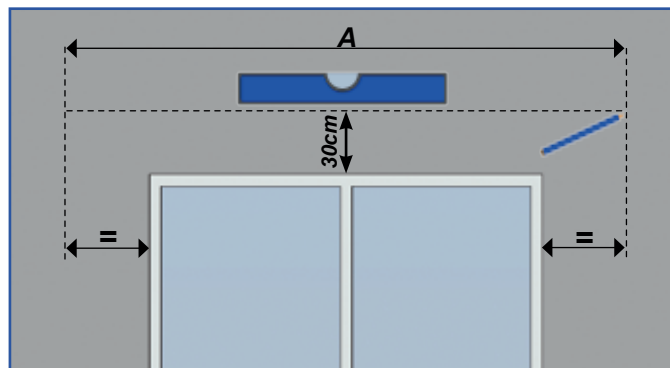 A
30cm
= =